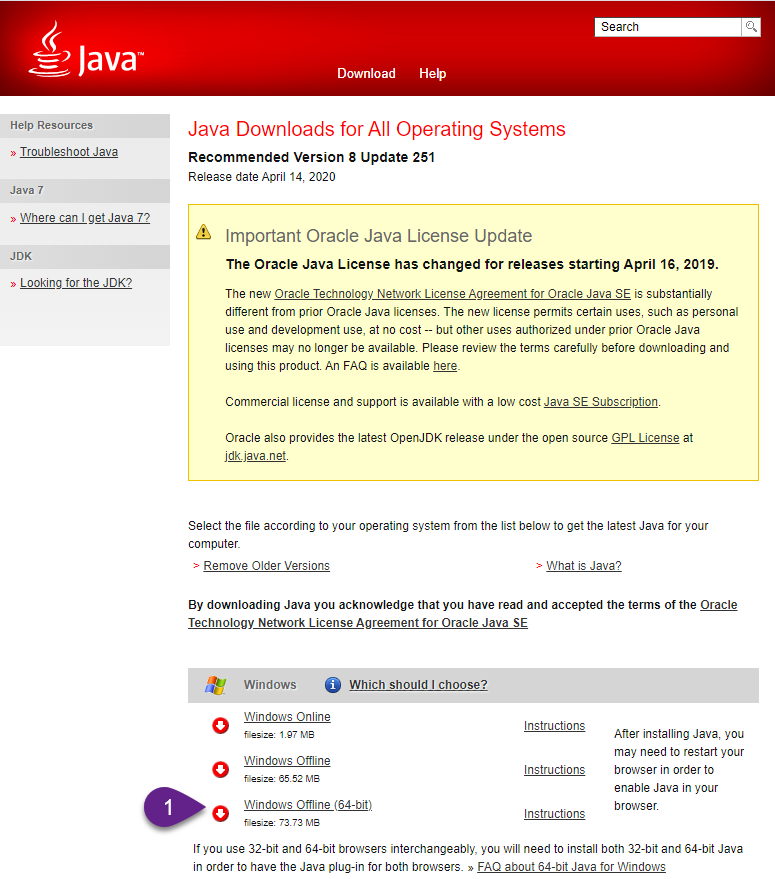 Java™
Search
Download Help
Help Resources
» Troubleshoot Java
Java 7
» Where can I get Java 7?
JDK
» Looking for the JDK?
Java Downloads for All Operating Systems
Recommended Version 8 Update 251
Release date April 14, 2020
Important Oracle Java License Update
The Oracle Java License has changed for releases starting April 16, 2019.
The new Oracle Technology Network License Agreement for Oracle Java SE is substantially
different from prior Oracle Java licenses. The new license permits certain uses, such as personal
use and development use, at no cost -- but other uses authorized under prior Oracle Java
licenses may no longer be available. Please review the terms carefully before downloading and
using this product. An FAQ is available here.
Commercial license and support is available with a low cost Java SE Subscription.
Oracle also provides the latest OpenJDK release under the open source GPL License at
jdk.java.net.
Select the file according to your operating system from the list below to get the latest Java for your
computer.
> Remove Older Versions > What is Java?
By downloading Java you acknowledge that you have read and accepted the terms of the Oracle
Technology Network License Agreement for Oracle Java SE
Windows i Which should I choose?
Windows Online
filesize: 1.97 MB
Instructions
Windows Offline
filesize: 65.52 MB
Instructions
1
Windows Offline (64-bit)
filesize: 73.73 MB
Instructions
After installing Java, you
may need to restart your
browser in order to
enable Java in your
browser.
If you use 32-bit and 64-bit browsers interchangeably, you will need to install both 32-bit and 64-bit Java
in order to have the Java plug-in for both browsers. » FAQ about 64-bit Java for Windows